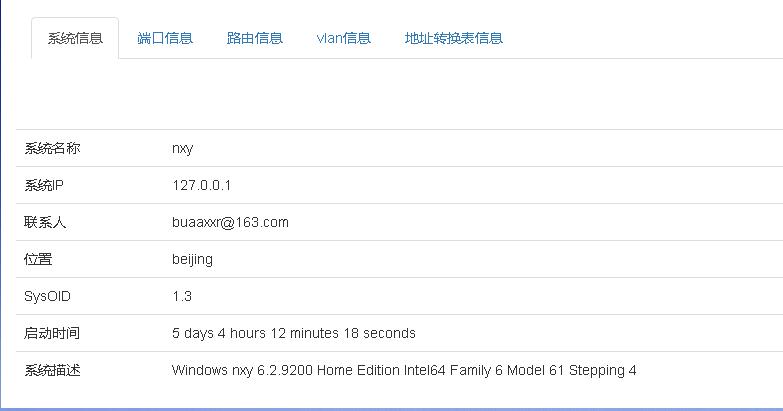 系统信息 端口信息 路由信息 vlan信息 地址转换表信息
系统名称 nxy
系统IP 127.0.0.1
联系人 buaaxxr@163.com
位置 beijing
SysOID 1.3
启动时间 5 days 4 hours 12 minutes 18 seconds
系统描述 Windows nxy 6.2.9200 Home Edition Intel64 Family 6 Model 61 Stepping 4